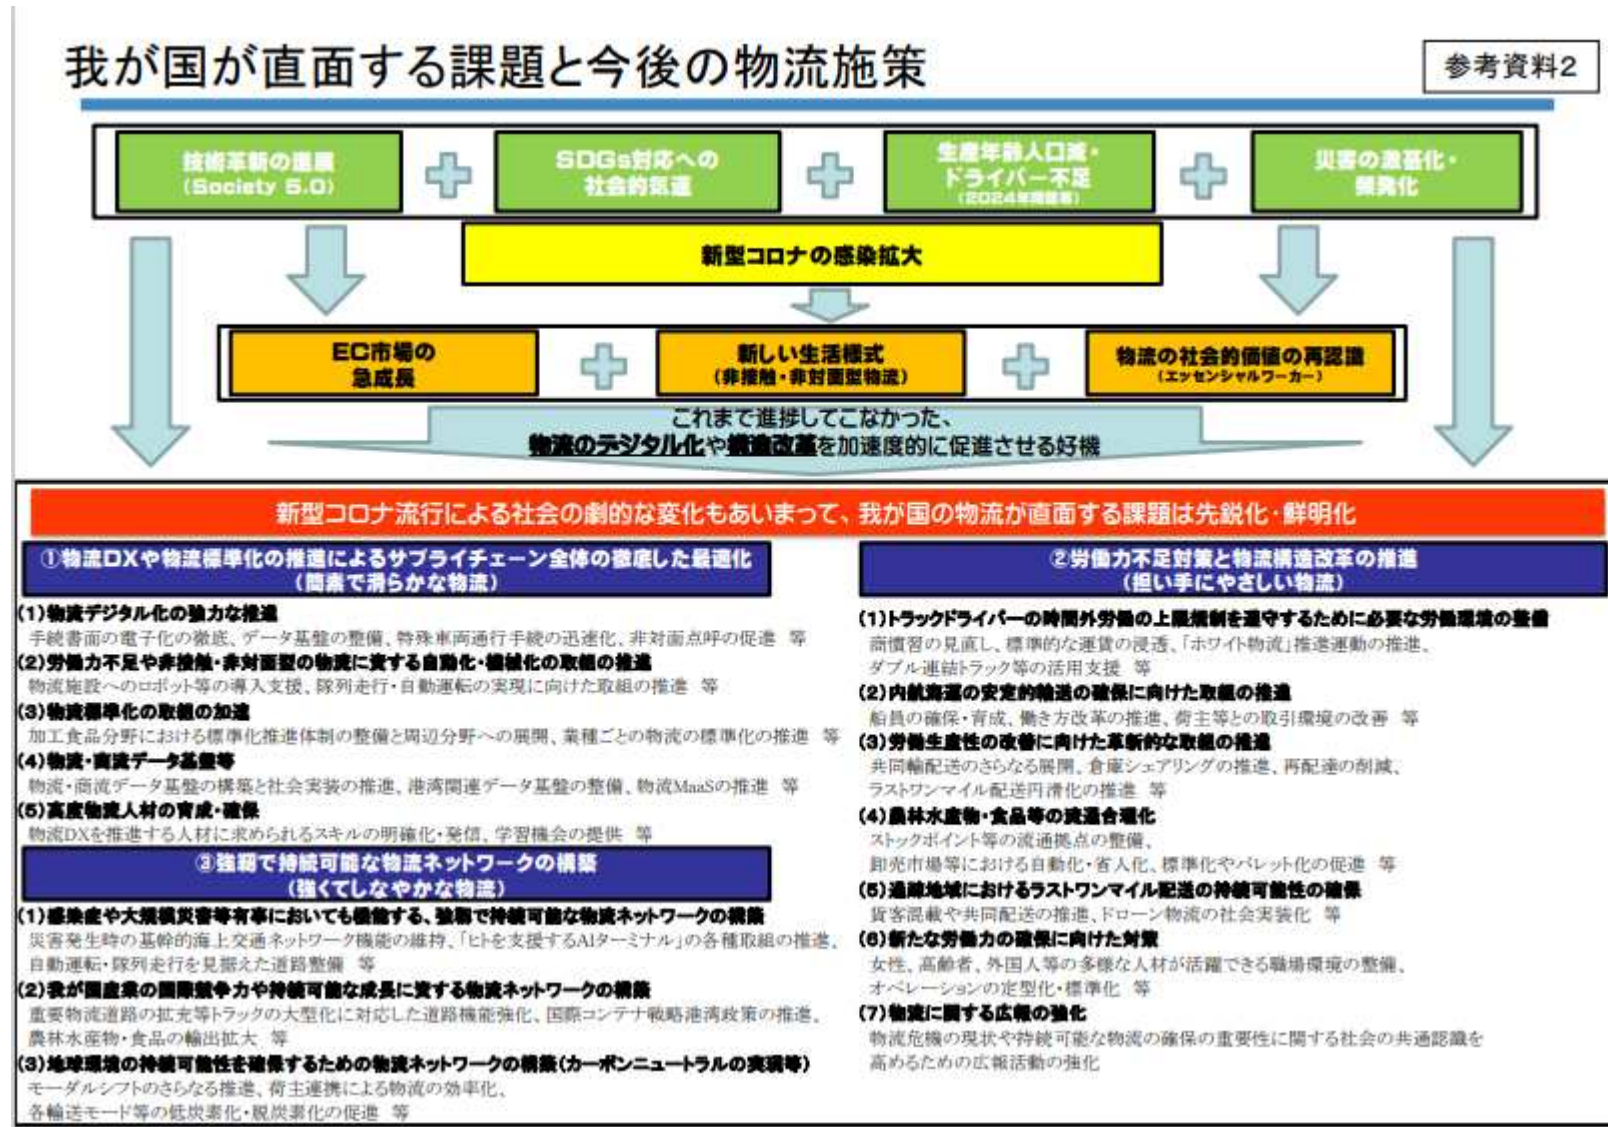 我が国が直面する課題と今後の物流施策
参考資料2
技術革新の進展
(Society 5.0)
SDGs対応への
社会的気運
生産年齢人口減・
ドライバー不足
(2024年問題等)
災害の激甚化・
頻発化
新型コロナの感染拡大
EC市場の
急成長
新しい生活様式
(非接触・非対面型物流)
物流の社会的価値の再認識
(エッセンシャルワーカー)
これまで進捗してこなかった、
物流のデジタル化や構造改革を加速度的に促進させる好機
新型コロナ流行による社会の劇的な変化もあいまって、我が国の物流が直面する課題は先鋭化・鮮明化
①物流DXや物流標準化の推進によるサプライチェーン全体の徹底した最適化
(簡素で滑らかな物流)
(1)物流デジタル化の強力な推進
手続書面の電子化の徹底、データ基盤の整備、特殊車両通行手続の迅速化、非対面点呼の促進 等
(2)労働力不足や非接触・非対面型の物流に資する自動化・機械化の取組の推進
物流施設へのロボット等の導入支援、隊列走行・自動運転の実現に向けた取組の推進 等
(3)物流標準化の取組の加速
加工食品分野における標準化推進体制の整備と周辺分野への展開、業種ごとの物流の標準化の推進 等
(4)物流・商流データ基盤等
物流・商流データ基盤の構築と社会実装の推進、港湾関連データ基盤の整備、物流MaaSの推進 等
(5)高度物流人材の育成・確保
物流DXを推進する人材に求められるスキルの明確化・発信、学習機会の提供 等
③強靭で持続可能な物流ネットワークの構築
(強くてしなやかな物流)
(1)感染症や大規模災害等有事においても機能する、強靭で持続可能な物流ネットワークの構築
災害発生時の基幹的海上交通ネットワーク機能の維持、「ヒトを支援するAIターミナル」の各種取組の推進、
自動運転・隊列走行を見据えた道路整備 等
(2)我が国産業の国際競争力や持続可能な成長に資する物流ネットワークの構築
重要物流道路の拡充等トラックの大型化に対応した道路機能強化、国際コンテナ戦略港湾政策の推進、
農林水産物・食品の輸出拡大 等
(3)地球環境の持続可能性を確保するための物流ネットワークの構築(カーボンニュートラルの実現等)
モーダルシフトのさらなる推進、荷主連携による物流の効率化、
各輸送モード等の低炭素化・脱炭素化の促進 等
②労働力不足対策と物流構造改革の推進
(担い手にやさしい物流)
(1)トラックドライバーの時間外労働の上限規制を遵守するために必要な労働環境の整備
商慣習の見直し、標準的な運賃の浸透、「ホワイト物流」推進運動の推進、
ダブル連結トラック等の活用支援 等
(2)内航海運の安定的輸送の確保に向けた取組の推進
船員の確保・育成、働き方改革の推進、荷主等との取引環境の改善 等
(3)労働生産性の改善に向けた革新的な取組の推進
共同輸配送のさらなる展開、倉庫シェアリングの推進、再配達の削減、
ラストワンマイル配送円滑化の推進 等
(4)農林水産物・食品等の流通合理化
ストックポイント等の流通拠点の整備、
卸売市場等における自動化・省人化、標準化やパレット化の促進 等
(5)過疎地域におけるラストワンマイル配送の持続可能性の確保
貨客混載や共同配送の推進、ドローン物流の社会実装化 等
(6)新たな労働力の確保に向けた対策
女性、高齢者、外国人等の多様な人材が活躍できる職場環境の整備、
オペレーションの定型化・標準化 等
(7)物流に関する広報の強化
物流危機の現状や持続可能な物流の確保の重要性に関する社会の共通認識を
高めるための広報活動の強化